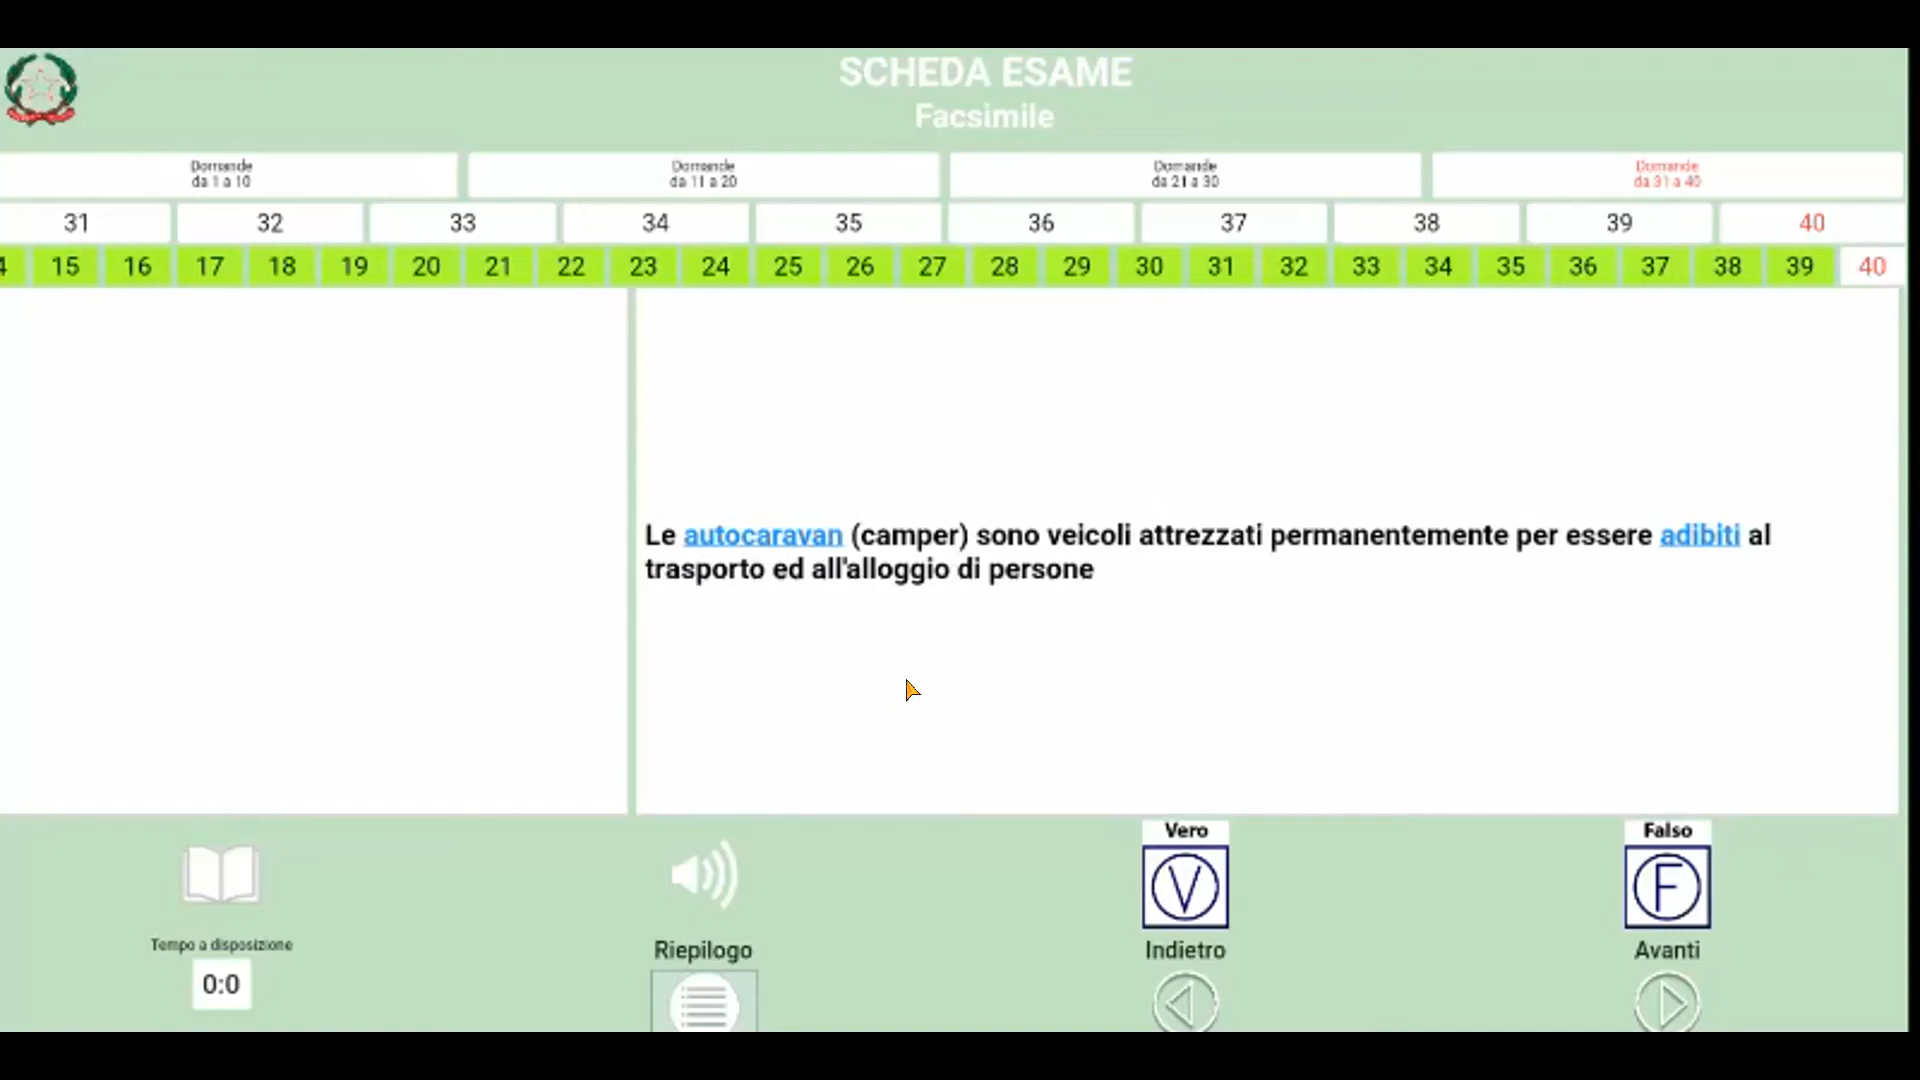 SCHEDA ESAME
Facsimile
Domande
da 1 a 10
Domande
da 11 a 20
Domande
da 21 a 30
Domande
da 31 a 40
31 32 33 34 35 36 37 38 39 40
4 15 16 17 18 19 20 21 22 23 24 25 26 27 28 29 30 31 32 33 34 35 36 37 38 39 40
Le autocaravan (camper) sono veicoli attrezzati permanentemente per essere adibiti al
trasporto ed all'alloggio di persone
Vero
V
Falso
F
Tempo a disposizione
0:0
Riepilogo
Indietro
Avanti